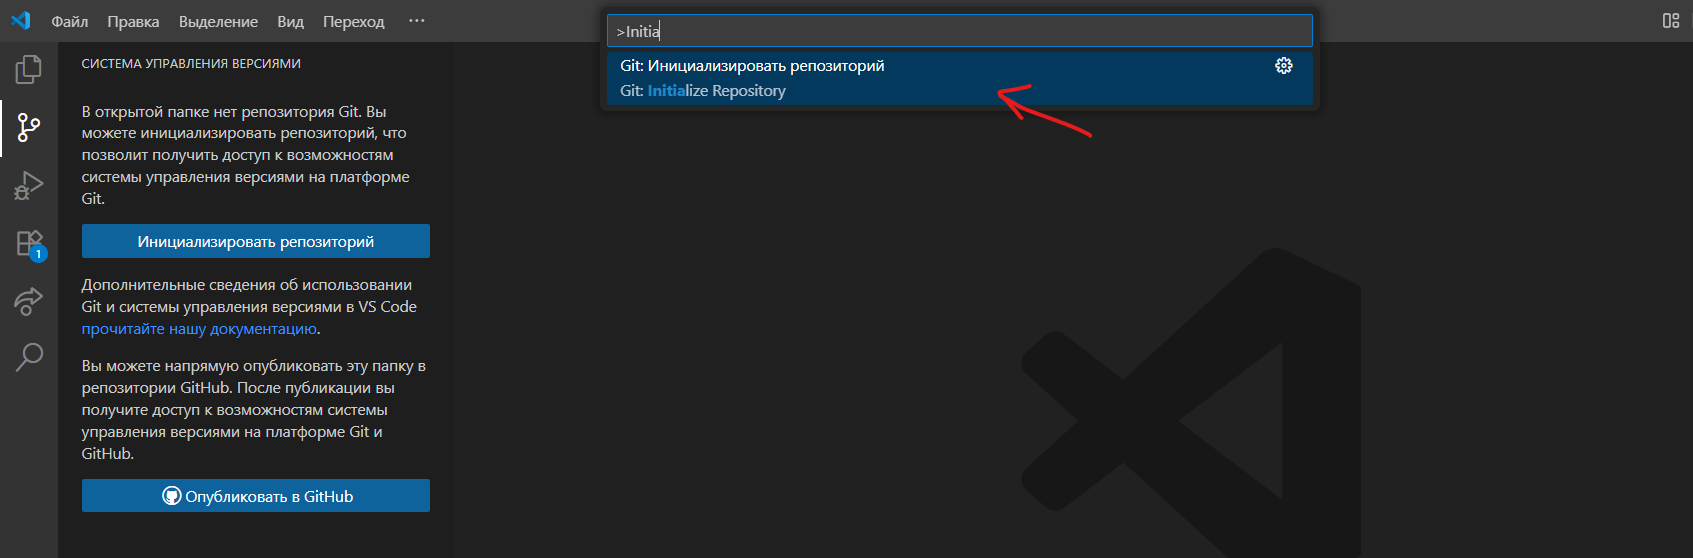 Файл Правка Выделение Вид Переход ···
>Initia
Git: Инициализировать репозиторий
Git: Initialize Repository
СИСТЕМА УПРАВЛЕНИЯ ВЕРСИЯМИ
В открытой папке нет репозитория Git. Вы
можете инициализировать репозиторий, что
позволит получить доступ к возможностям
системы управления версиями на платформе
Git.
Инициализировать репозиторий
1
Дополнительные сведения об использовании
Git и системы управления версиями в VS Code
прочитайте нашу документацию.
Вы можете напрямую опубликовать эту папку в
репозитории GitHub. После публикации вы
получите доступ к возможностям системы
управления версиями на платформе Git и
GitHub.
Опубликовать в GitHub